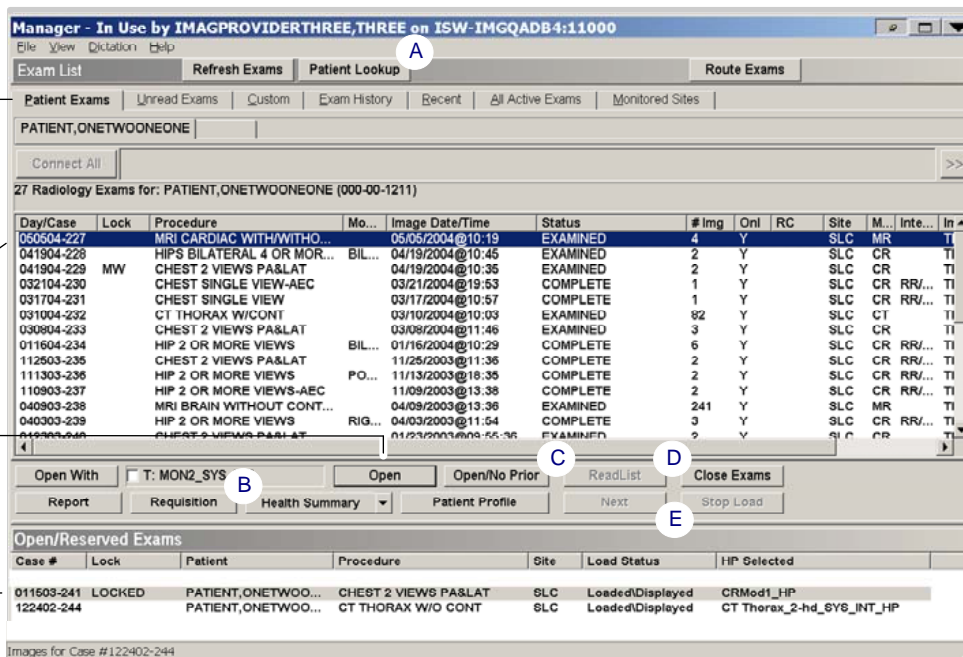 Manager - In Use by IMAGPROVIDERTHREE,THREE on ISW-IMGQADB4:11000
File View Dictation Help
A
Exam List Refresh Exams Patient Lookup Route Exams
Patient Exams Unread Exams Custom Exam History Recent All Active Exams Monitored Sites
PATIENT,ONETWOONEONE
Connect All >>
27 Radiology Exams for: PATIENT,ONETWOONEONE (000-00-1211)
Day/Case Lock Procedure Mo... Image Date/Time Status # Img Onl RC Site M... Inte... In
050504-227 MRI CARDIAC WITH/WITHO... 05/05/2004@10:19 EXAMINED 4 Y SLC MR TI
041904-228 HIPS BILATERAL 4 OR MOR... BIL... 04/19/2004@10:45 EXAMINED 2 Y SLC CR TI
041904-229 MW CHEST 2 VIEWS PA&LAT 04/19/2004@10:35 EXAMINED 2 Y SLC CR TI
032104-230 CHEST SINGLE VIEW-AEC 03/21/2004@19:53 COMPLETE 1 Y SLC CR RR/... TI
031704-231 CHEST SINGLE VIEW 03/17/2004@10:57 COMPLETE 1 Y SLC CR RR/... TI
031004-232 CT THORAX W/CONT 03/10/2004@10:03 EXAMINED 82 Y SLC CT TI
030804-233 CHEST 2 VIEWS PA&LAT 03/08/2004@11:46 EXAMINED 3 Y SLC CR TI
011604-234 HIP 2 OR MORE VIEWS BIL... 01/16/2004@10:29 COMPLETE 6 Y SLC CR RR/... TI
112503-235 CHEST 2 VIEWS PA&LAT 11/25/2003@11:36 COMPLETE 2 Y SLC CR RR/... TI
111303-236 HIP 2 OR MORE VIEWS PO... 11/13/2003@18:35 COMPLETE 2 Y SLC CR RR/... TI
110903-237 HIP 2 OR MORE VIEWS-AEC 11/09/2003@13:38 COMPLETE 2 Y SLC CR RR/... TI
040903-238 MRI BRAIN WITHOUT CONT... 04/09/2003@13:36 EXAMINED 241 Y SLC MR TI
040303-239 HIP 2 OR MORE VIEWS RIG... 04/03/2003@11:54 COMPLETE 3 Y SLC CR RR/... TI
012303-240 CHEST 2 VIEWS PA&LAT 01/23/2003@09:55:36 EXAMINED 2 Y SLC CR TI
C D
Open With T: MON2_SYS Open Open/No Prior ReadList Close Exams
B
Report Requisition Health Summary Patient Profile Next Stop Load
E
Open/Reserved Exams
Case # Lock Patient Procedure Site Load Status HP Selected
011503-241 LOCKED PATIENT,ONETWOO... CHEST 2 VIEWS PA&LAT SLC Loaded\Displayed CRMod1_HP
122402-244 PATIENT,ONETWOO... CT THORAX W/O CONT SLC Loaded\Displayed CT Thorax_2-hd_SYS_INT_HP
Images for Case #122402-244